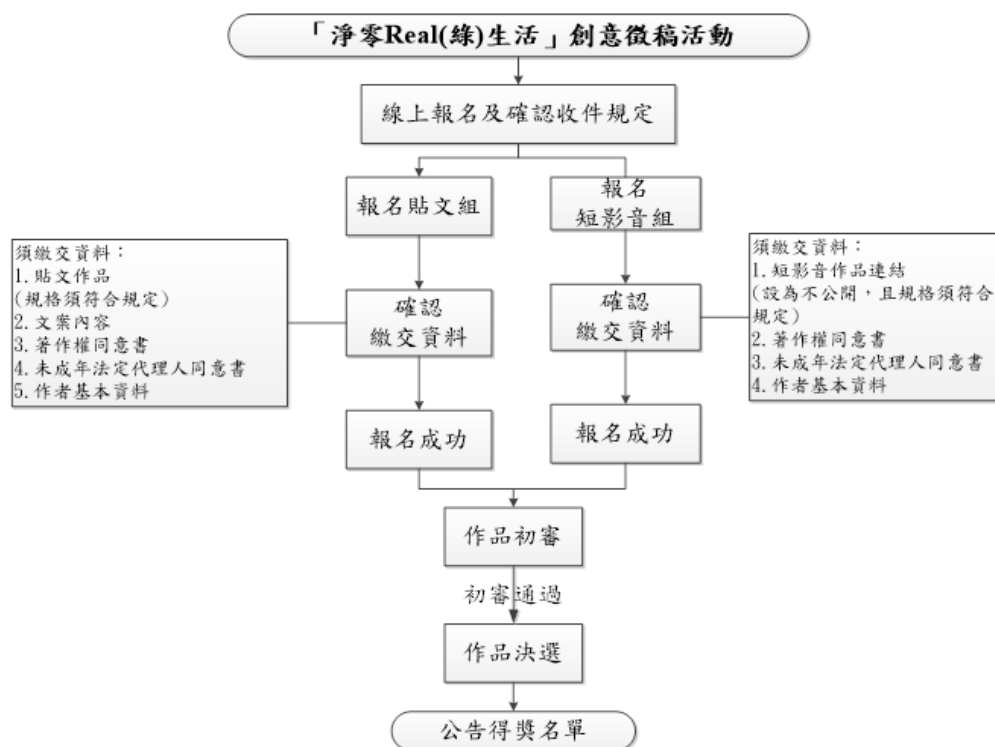 「淨零Real(綠)生活」創意徵稿活動
線上報名及確認收件規定
報名貼文組
報名
短影音組
須繳交資料：
1. 貼文作品
(規格須符合規定)
2. 文案內容
3. 著作權同意書
4. 未成年法定代理人同意書
5. 作者基本資料
確認
繳交資料
確認
繳交資料
須繳交資料：
1. 短影音作品連結
(設為不公開，且規格須符合
規定)
2. 著作權同意書
3. 未成年法定代理人同意書
4. 作者基本資料
報名成功
報名成功
作品初審
初審通過
作品決選
公告得獎名單